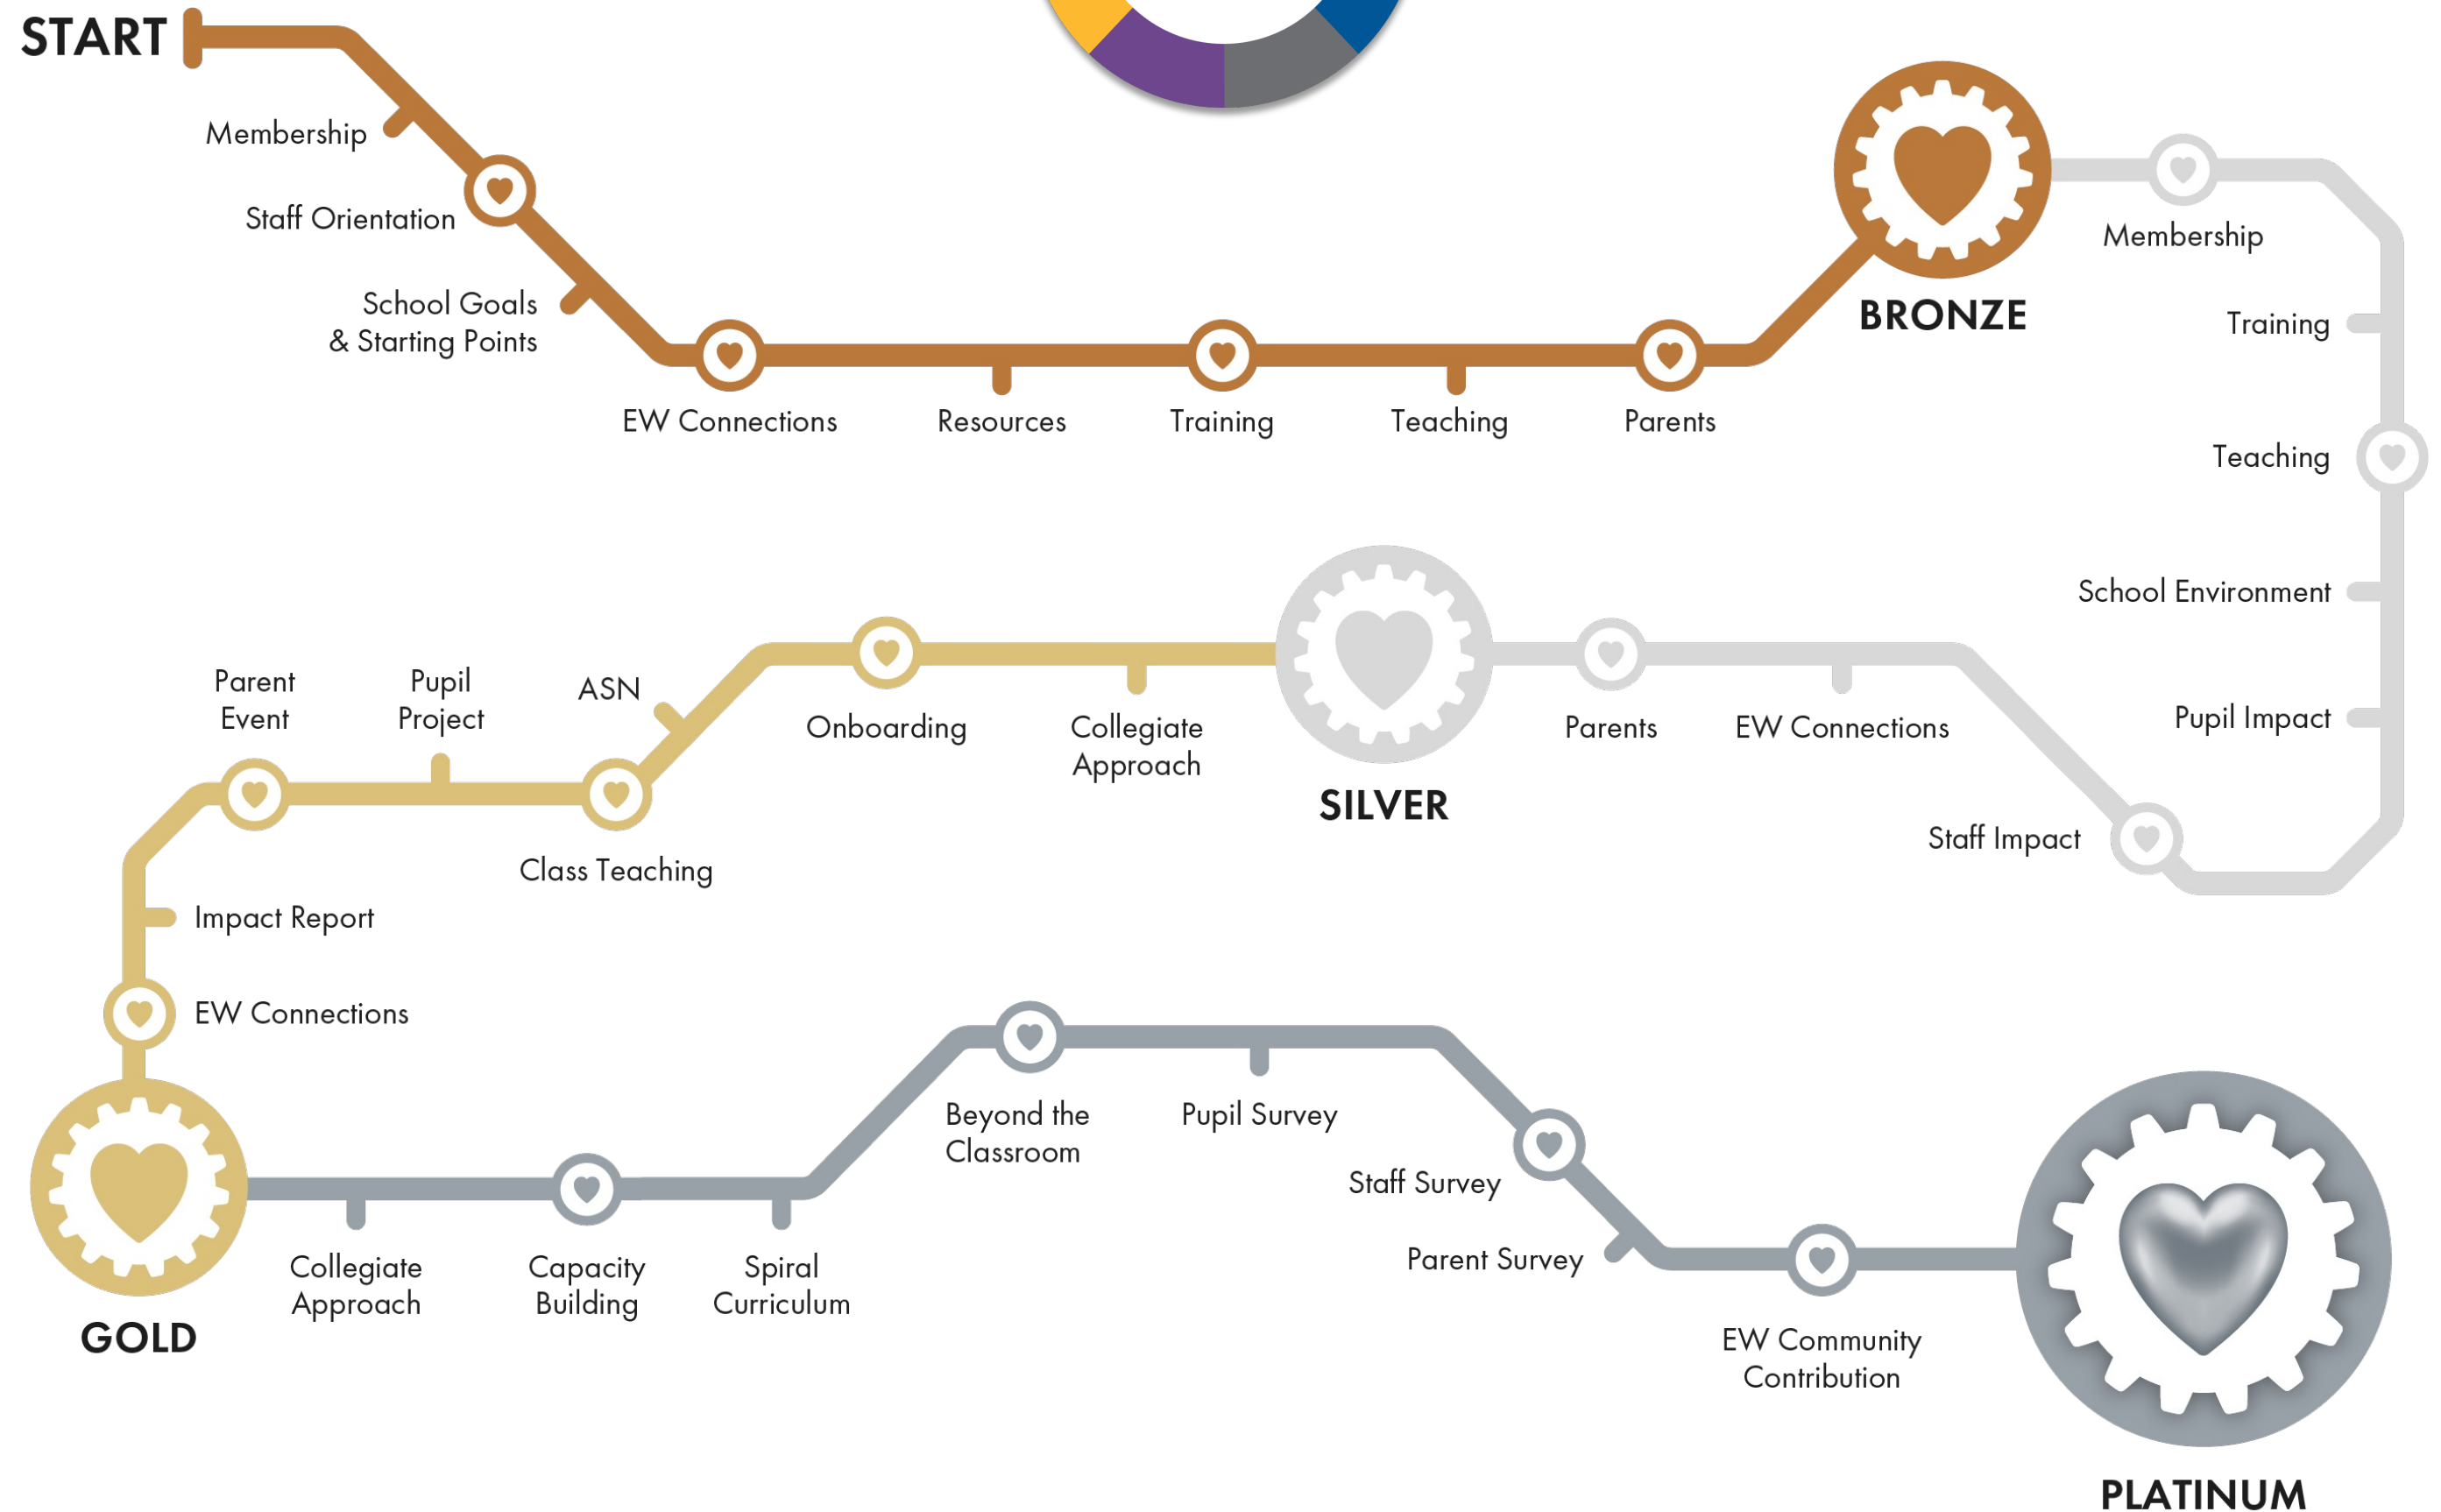 START
Membership
Staff Orientation
School Goals
& Starting Points
EW Connections
Resources
Training
Teaching
Parents
BRONZE
Membership
Training
Teaching
School Environment
Pupil Impact
Staff Impact
EW Connections
Parents
SILVER
Collegiate
Approach
Onboarding
ASN
Class Teaching
Pupil
Project
Parent
Event
Impact Report
EW Connections
GOLD
Collegiate
Approach
Capacity
Building
Spiral
Curriculum
Beyond the
Classroom
Pupil Survey
Staff Survey
Parent Survey
EW Community
Contribution
PLATINUM